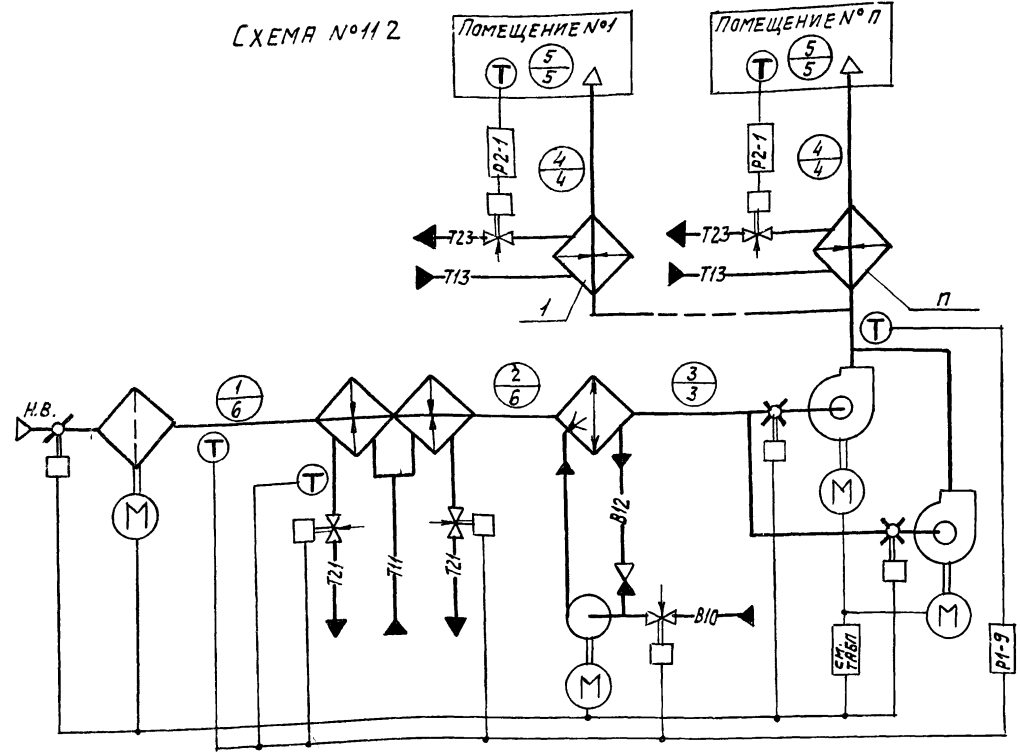 СХЕМА №112
ПОМЕЩЕНИЕ №1
ПОМЕЩЕНИЕ № П
Т
5
5
Т
5
5
Р2-1
4
4
Р2-1
4
4
Т23
Т13
Т23
Т13
1
П
Т
Н.В.
1
6
2
6
3
3
Т
Т
М
М
В12
Т21
Т11
Т21
В10
М
М
СМ.
ТАБЛ
Р1-9